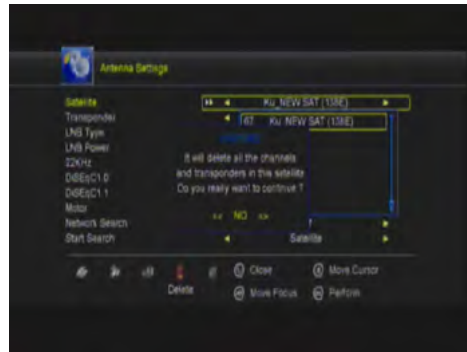 Antenna Settings
Satellite
Ku_NEW SAT (138E)
Transponder
67 Ku_NEW SAT (138E)
LNB Type
LNB Power
22KHz
It will delete all the channels
DiSEqC1.0
and transponders in this satellite
DiSEqC1.1
Do you really want to continue ?
Motor
<< NO >>
Network Search
Start Search
Satellite
Close
Move Cursor
Delete
Move Focus
Perform